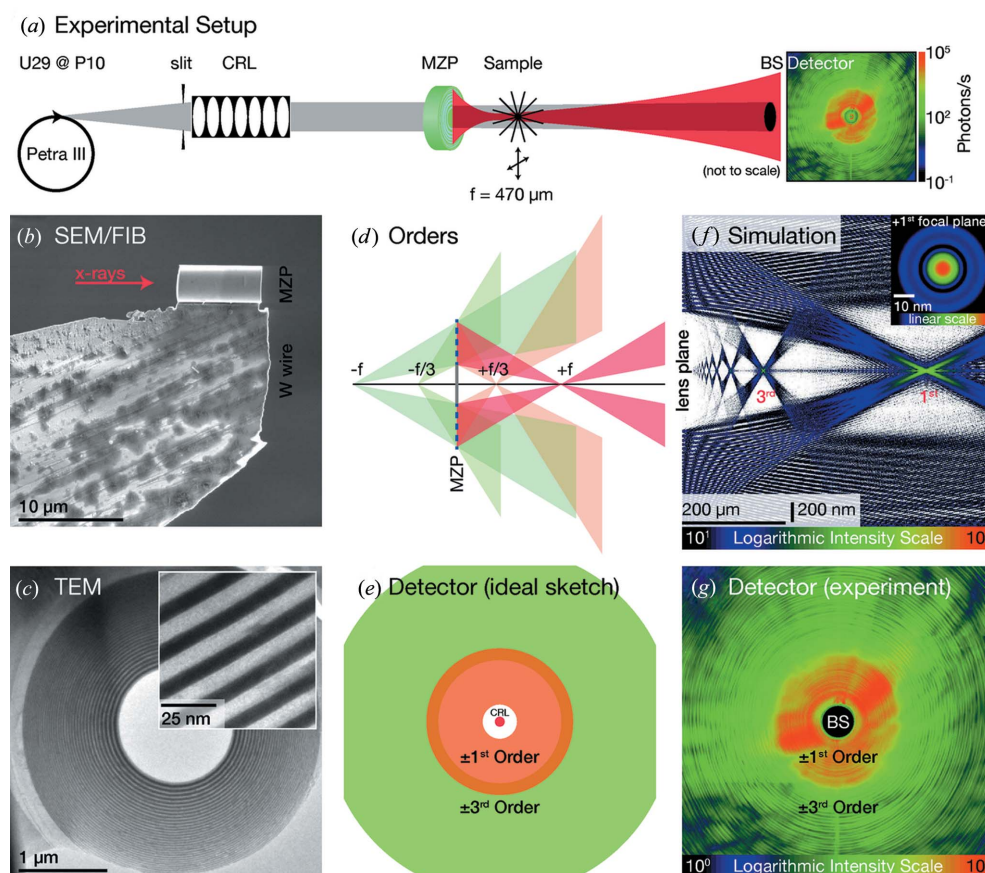 (a) Experimental Setup
U29 @ P10
slit
CRL
MZP
Sample
BS
Detector
Petra III
f = 470 µm
(not to scale)
10⁵
10²
10⁻¹
Photons/s
(b) SEM/FIB
x-rays
MZP
W wire
10 µm
(c) TEM
25 nm
1 µm
(d) Orders
-f
-f/3
+f/3
+f
MZP
(e) Detector (ideal sketch)
CRL
±1ˢᵗ Order
±3ʳᵈ Order
(f) Simulation
+1ˢᵗ focal plane
10 nm
linear scale
lens plane
3ʳᵈ
1ˢᵗ
200 µm
200 nm
10¹ Logarithmic Intensity Scale 10
(g) Detector (experiment)
BS
±1ˢᵗ Order
±3ʳᵈ Order
10⁰ Logarithmic Intensity Scale 10